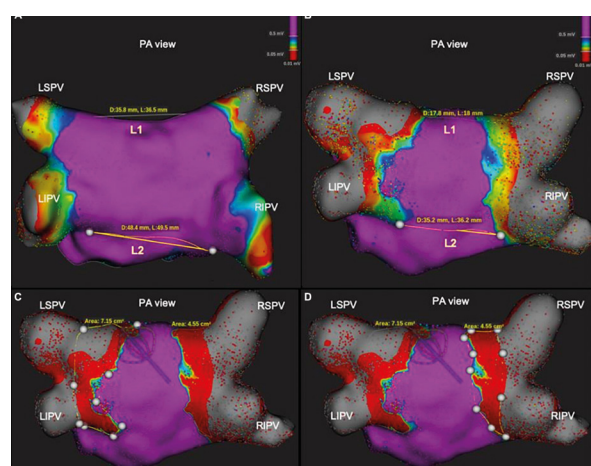 A
PA view
0.5 mV
0.05 mV
0.01 mV
LSPV
RSPV
D:35.8 mm, L:36.5 mm
L1
LIPV
RIPV
D:48.4 mm, L:49.5 mm
L2
B
PA view
0.5 mV
0.05 mV
0.01 mV
LSPV
RSPV
D:17.8 mm, L:18 mm
L1
LIPV
RIPV
D:35.2 mm, L:36.2 mm
L2
C
PA view
LSPV
RSPV
Area: 7.15 cm²
Area: 4.55 cm²
LIPV
RIPV
D
PA view
LSPV
RSPV
Area: 7.15 cm²
Area: 4.55 cm²
LIPV
RIPV